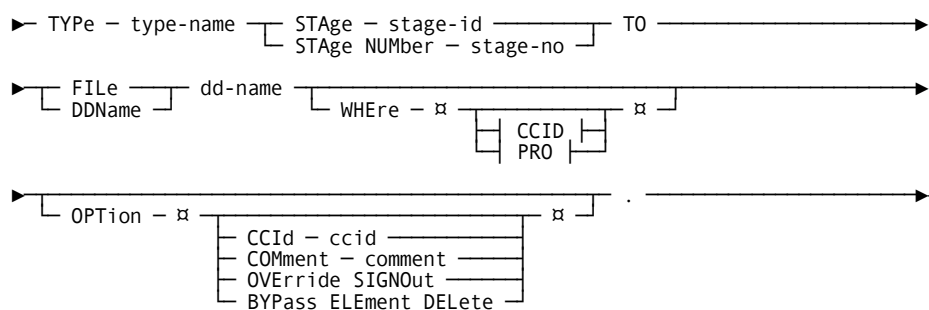 TYPe — type-name STAge — stage-id TO
STAge NUMber — stage-no
FILe dd-name
DDName WHEre — ¤ ¤
CCID
PRO
.
OPTion — ¤ ¤
CCId — ccid
COMment — comment
OVErride SIGNOut
BYPass ELEment DELete